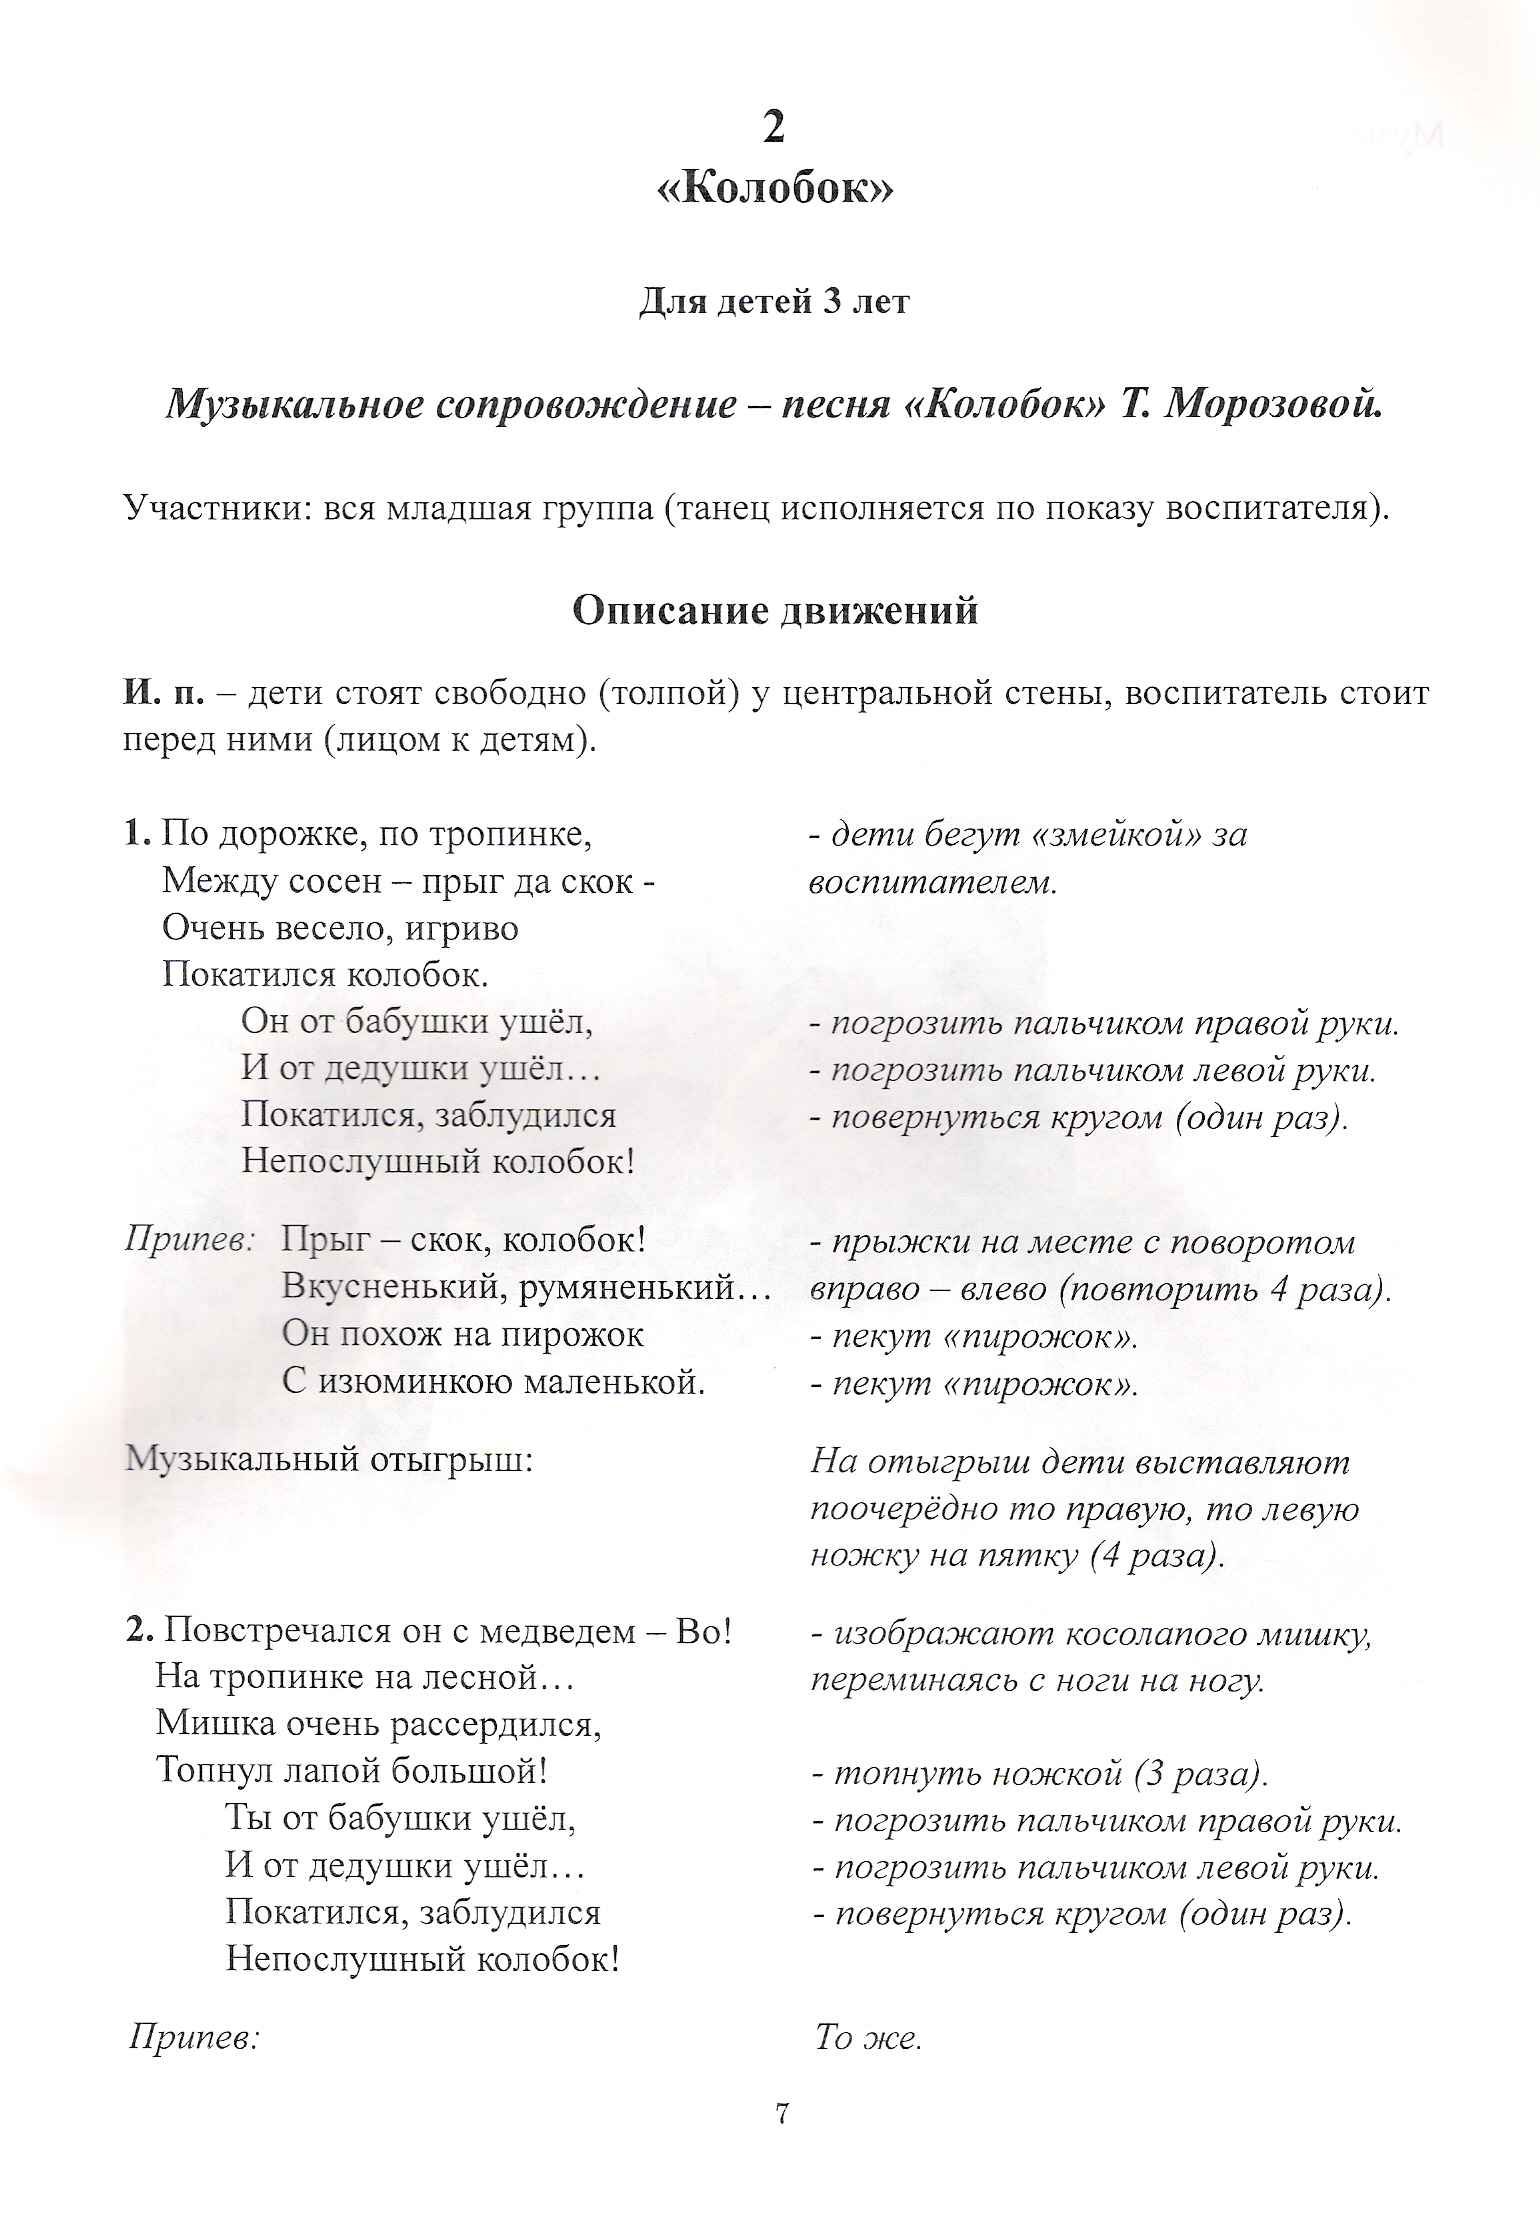 2
«Колобок»
Для детей 3 лет
Музыкальное сопровождение – песня «Колобок» Т. Морозовой.
Участники: вся младшая группа (танец исполняется по показу воспитателя).
Описание движений
И. п. – дети стоят свободно (толпой) у центральной стены, воспитатель стоит
перед ними (лицом к детям).
1. По дорожке, по тропинке, - дети бегут «змейкой» за
Между сосен – прыг да скок - воспитателем.
Очень весело, игриво
Покатился колобок.
Он от бабушки ушёл, - погрозить пальчиком правой руки.
И от дедушки ушёл… - погрозить пальчиком левой руки.
Покатился, заблудился - повернуться кругом (один раз).
Непослушный колобок!
Припев: Прыг – скок, колобок! - прыжки на месте с поворотом
Вкусненький, румяненький… вправо – влево (повторить 4 раза).
Он похож на пирожок - пекут «пирожок».
С изюминкою маленькой. - пекут «пирожок».
Музыкальный отыгрыш: На отыгрыш дети выставляют
поочерёдно то правую, то левую
ножку на пятку (4 раза).
2. Повстречался он с медведем – Во! - изображают косолапого мишку,
На тропинке на лесной… переминаясь с ноги на ногу.
Мишка очень рассердился,
Топнул лапой большой! - топнуть ножкой (3 раза).
Ты от бабушки ушёл, - погрозить пальчиком правой руки.
И от дедушки ушёл… - погрозить пальчиком левой руки.
Покатился, заблудился - повернуться кругом (один раз).
Непослушный колобок!
Припев: То же.
7